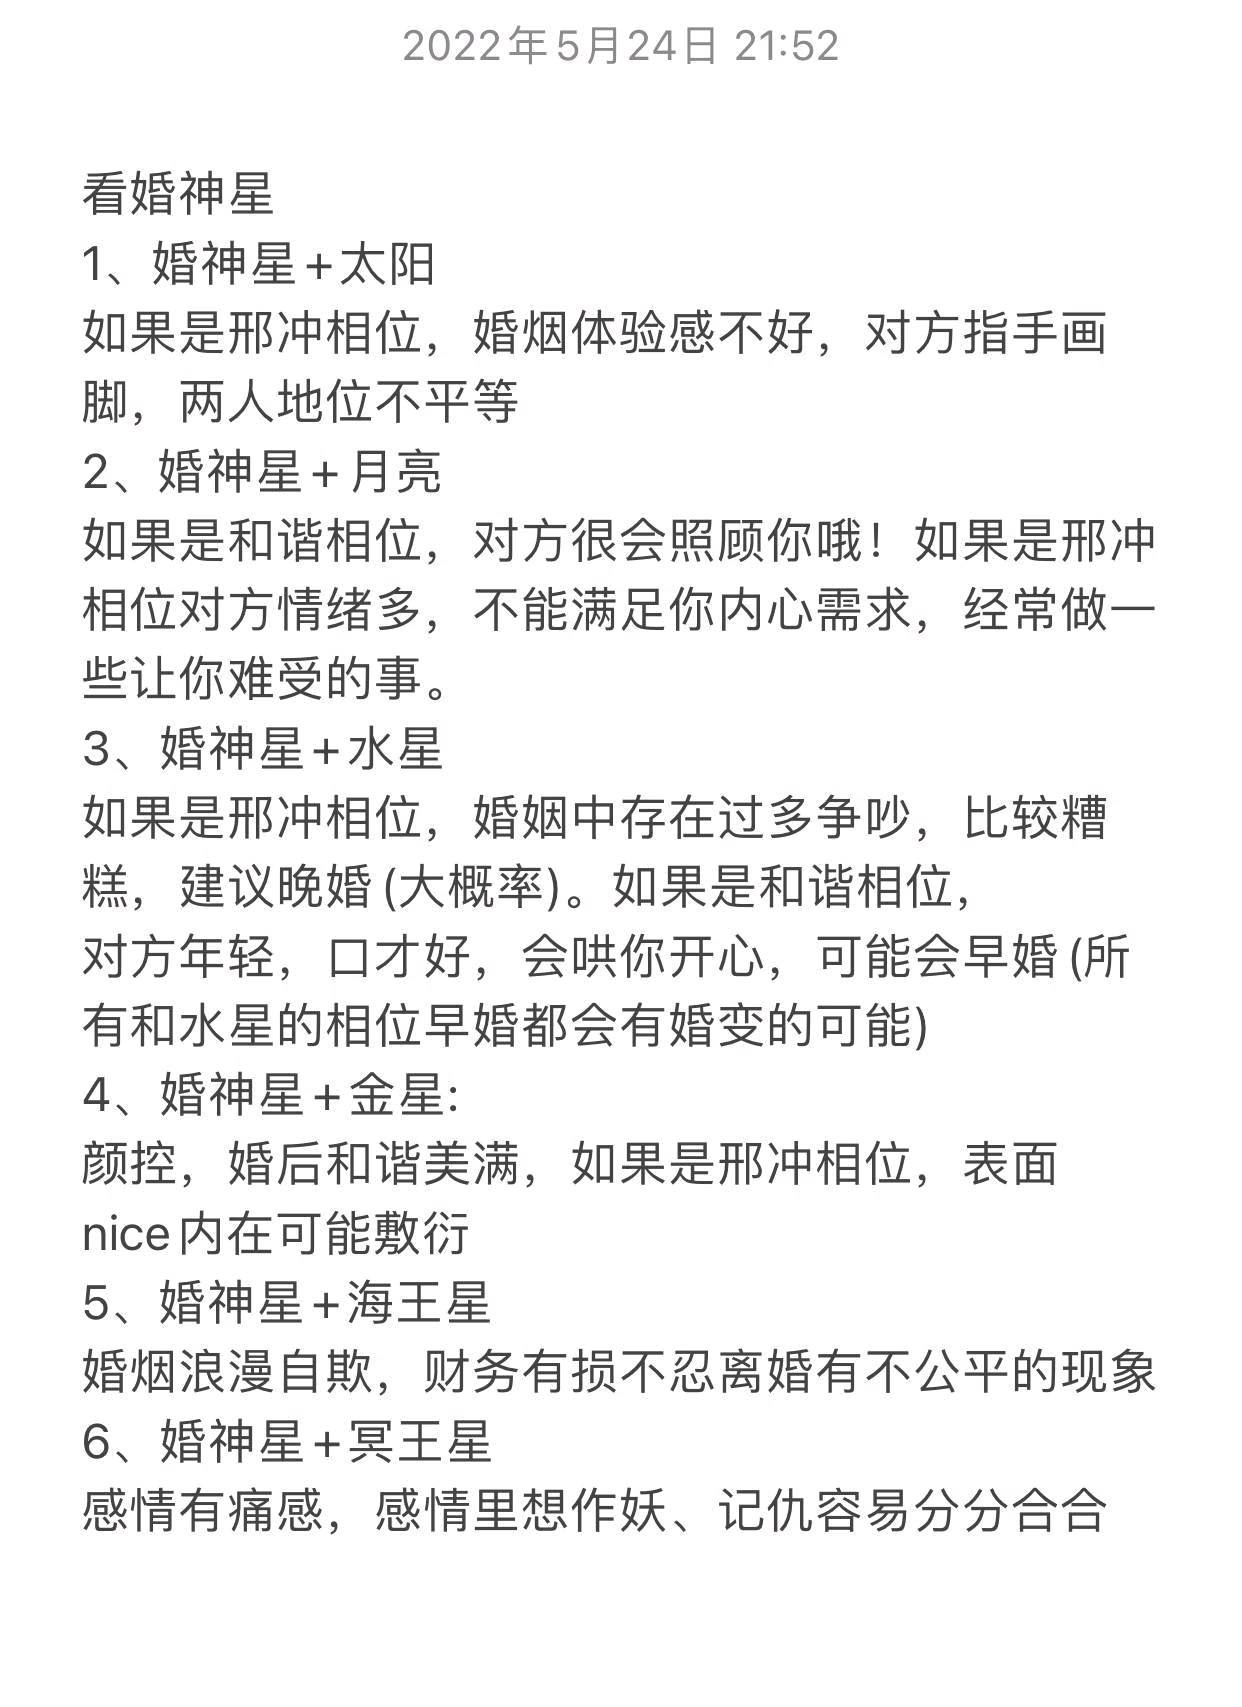 2022年5月24日 21:52
看婚神星
1、婚神星+太阳
如果是邢冲相位，婚烟体验感不好，对方指手画
脚，两人地位不平等
2、婚神星+月亮
如果是和谐相位，对方很会照顾你哦！如果是邢冲
相位对方情绪多，不能满足你内心需求，经常做一
些让你难受的事。
3、婚神星+水星
如果是邢冲相位，婚姻中存在过多争吵，比较糟
糕，建议晚婚(大概率)。如果是和谐相位，
对方年轻，口才好，会哄你开心，可能会早婚(所
有和水星的相位早婚都会有婚变的可能)
4、婚神星+金星:
颜控，婚后和谐美满，如果是邢冲相位，表面
nice内在可能敷衍
5、婚神星+海王星
婚烟浪漫自欺，财务有损不忍离婚有不公平的现象
6、婚神星+冥王星
感情有痛感，感情里想作妖、记仇容易分分合合